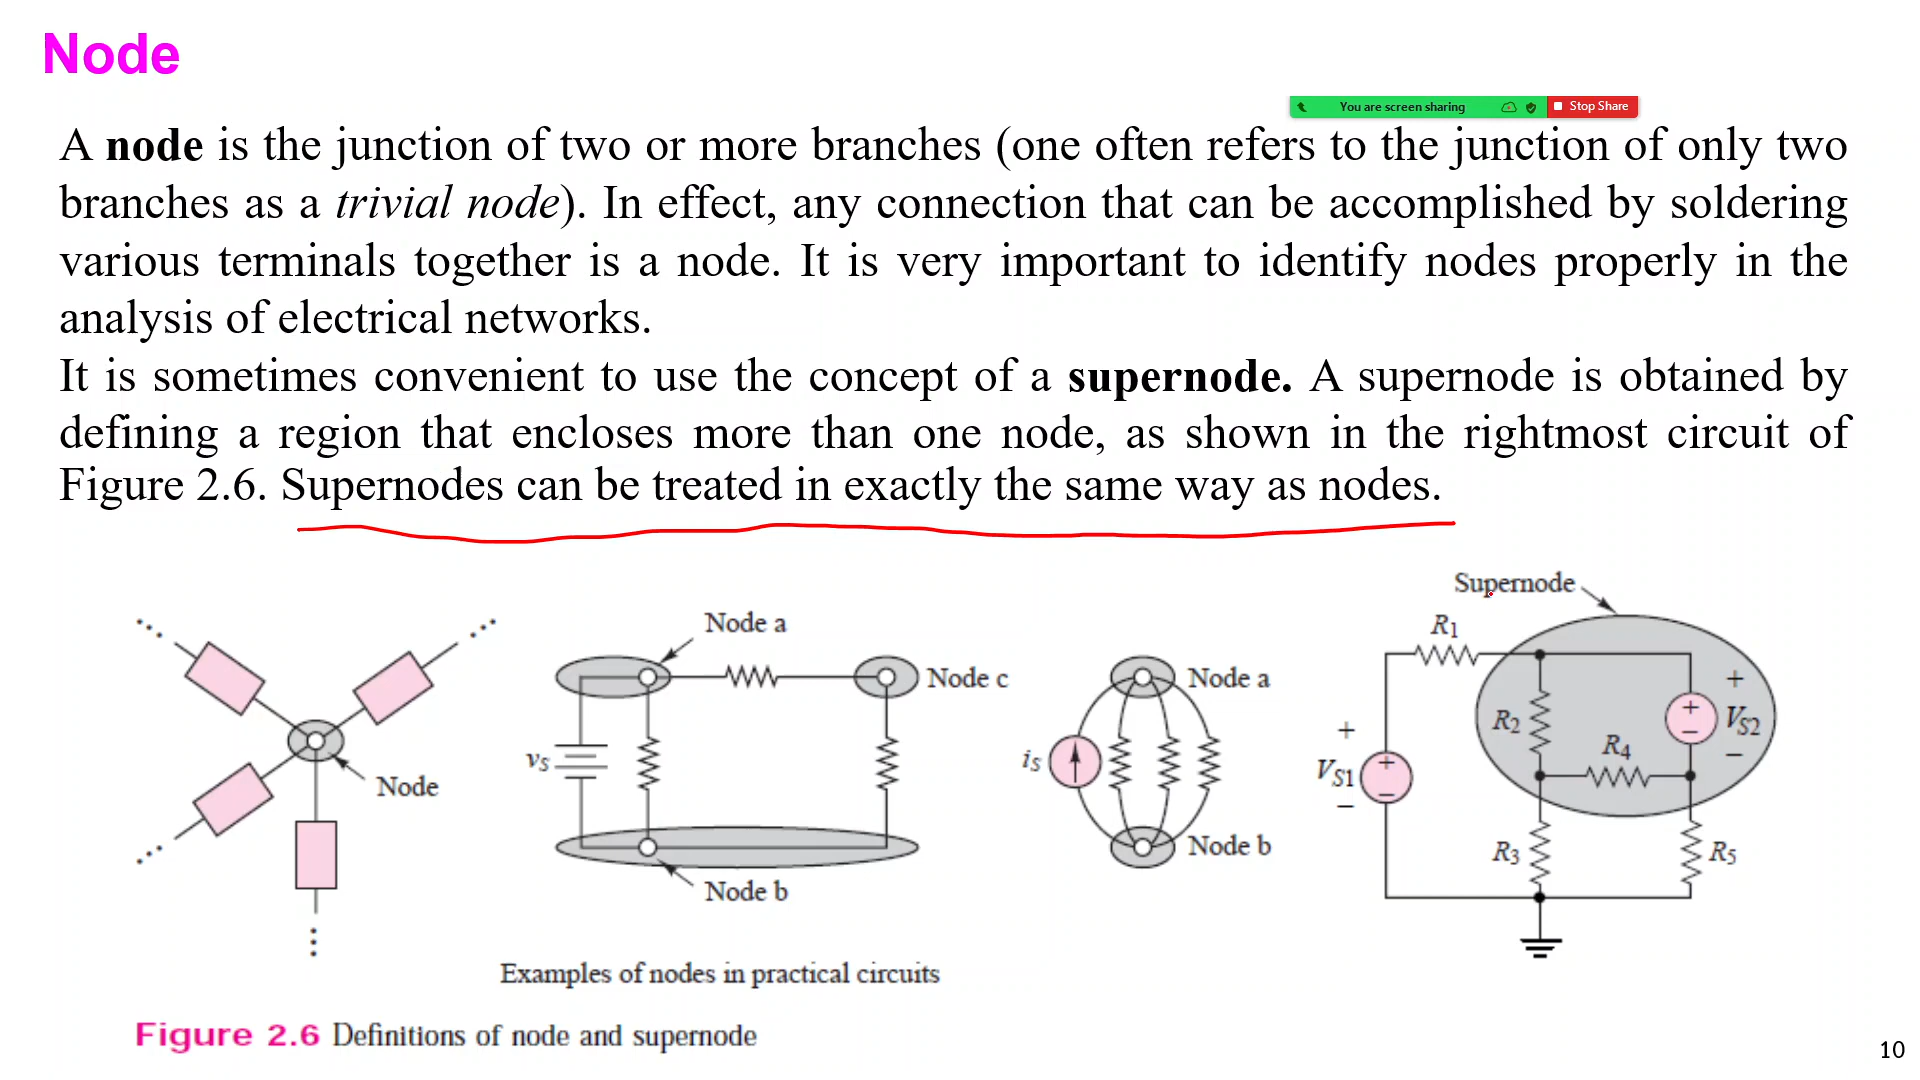 Node
You are screen sharing
Stop Share
A node is the junction of two or more branches (one often refers to the junction of only two
branches as a trivial node). In effect, any connection that can be accomplished by soldering
various terminals together is a node. It is very important to identify nodes properly in the
analysis of electrical networks.
It is sometimes convenient to use the concept of a supernode. A supernode is obtained by
defining a region that encloses more than one node, as shown in the rightmost circuit of
Figure 2.6. Supernodes can be treated in exactly the same way as nodes.
...
...
...
...
Node
Node a
Node c
vS
Node b
Node a
iS
Node b
Supernode
R1
+
VS1
−
+
−
R2
R4
+
−
+
VS2
−
R3
R5
Examples of nodes in practical circuits
Figure 2.6 Definitions of node and supernode
10